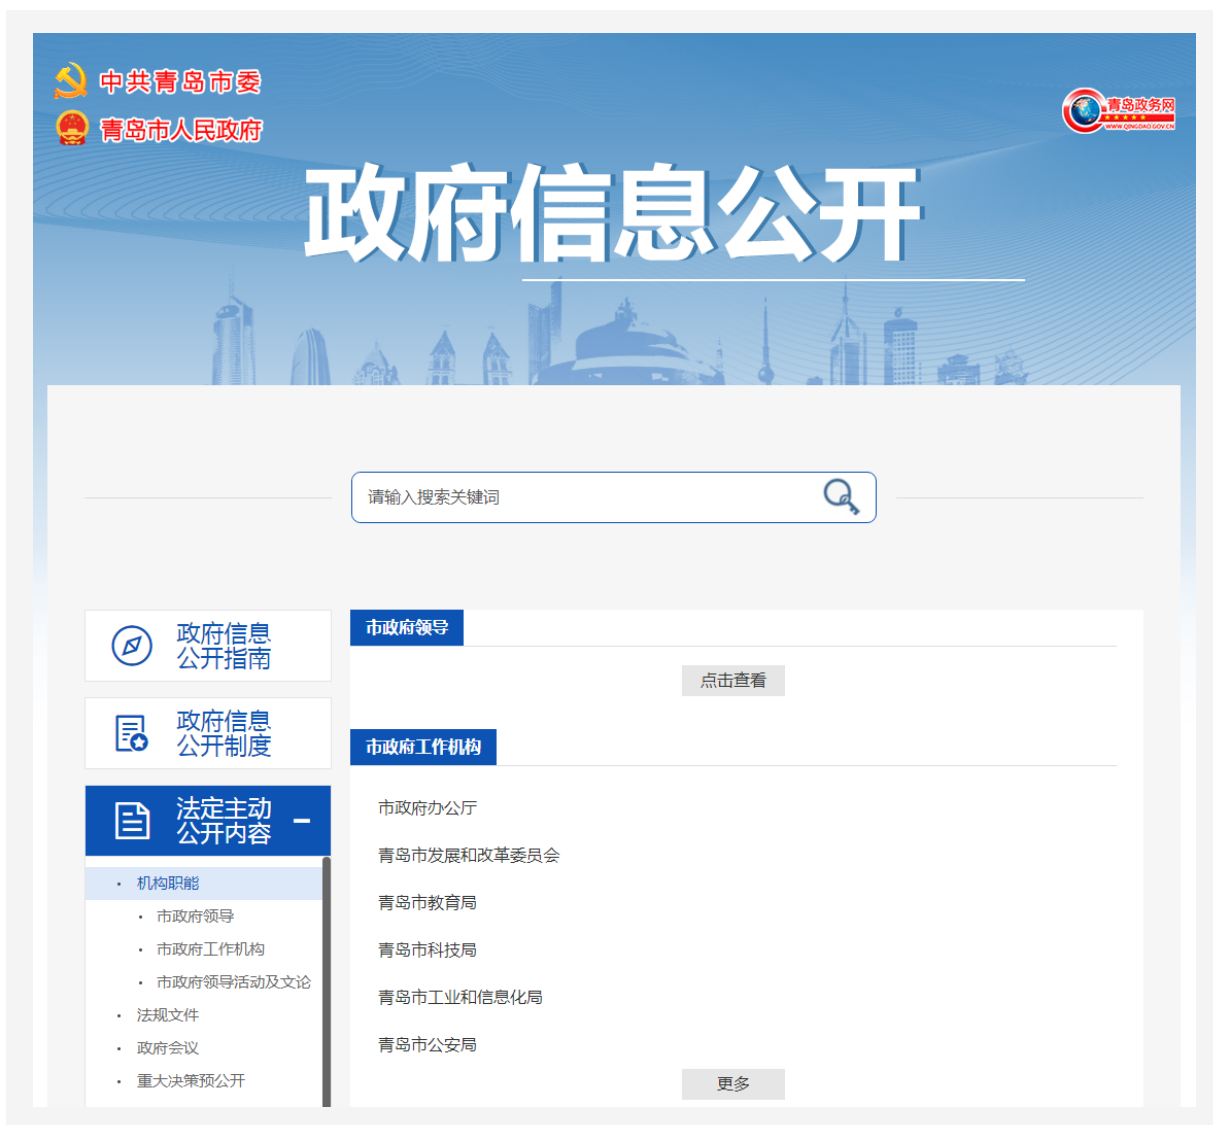 中共青岛市委
青岛市人民政府
青岛政务网
WWW.QINGDAO.GOV.CN
政府信息公开
请输入搜索关键词
政府信息
公开指南
政府信息
公开制度
法定主动
公开内容
机构职能
市政府领导
市政府工作机构
市政府领导活动及文论
法规文件
政府会议
重大决策预公开
市政府领导
点击查看
市政府工作机构
市政府办公厅
青岛市发展和改革委员会
青岛市教育局
青岛市科技局
青岛市工业和信息化局
青岛市公安局
更多